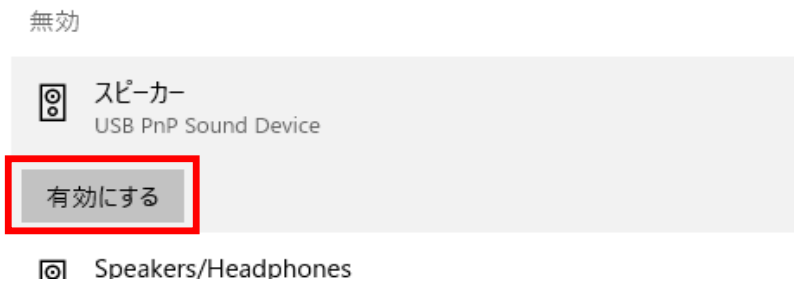 無効
スピーカー
USB PnP Sound Device
有効にする
Speakers/Headphones